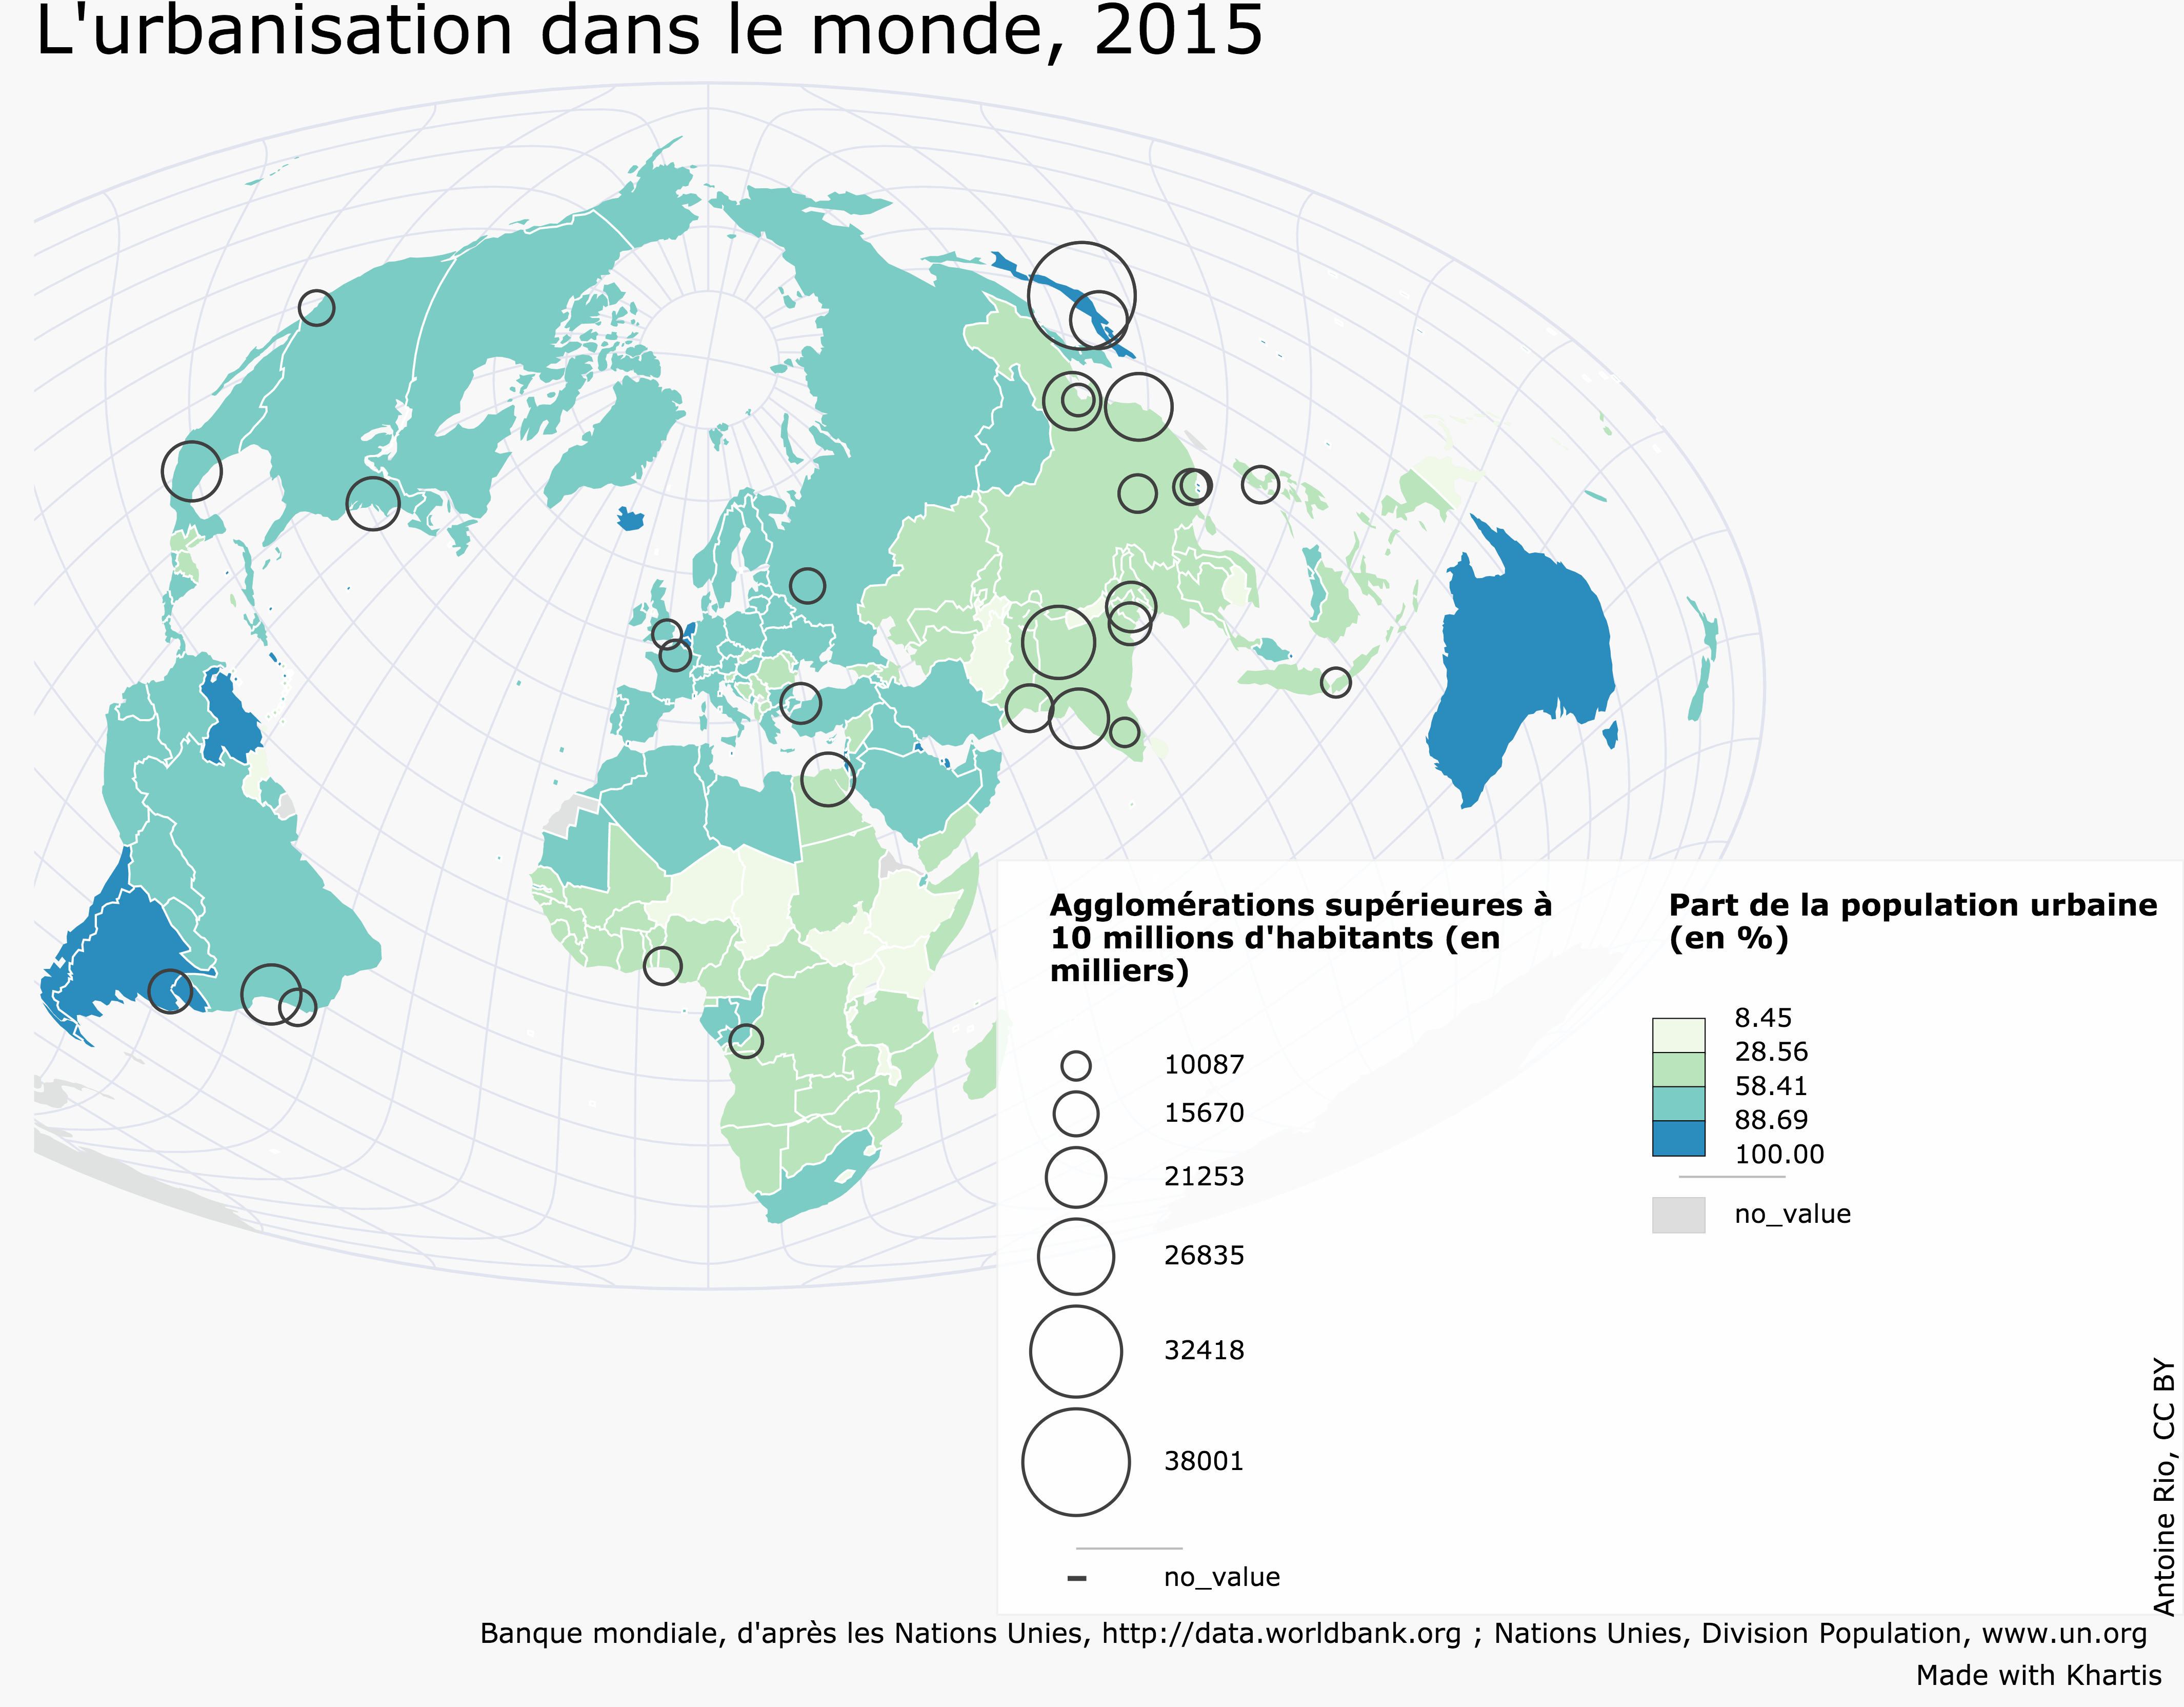 L'urbanisation dans le monde, 2015
Agglomérations supérieures à
10 millions d'habitants (en
milliers)
10087
15670
21253
26835
32418
38001
no_value
Part de la population urbaine
(en %)
8.45
28.56
58.41
88.69
100.00
no_value
Antoine Rio, CC BY
Banque mondiale, d'après les Nations Unies, http://data.worldbank.org ; Nations Unies, Division Population, www.un.org
Made with Khartis